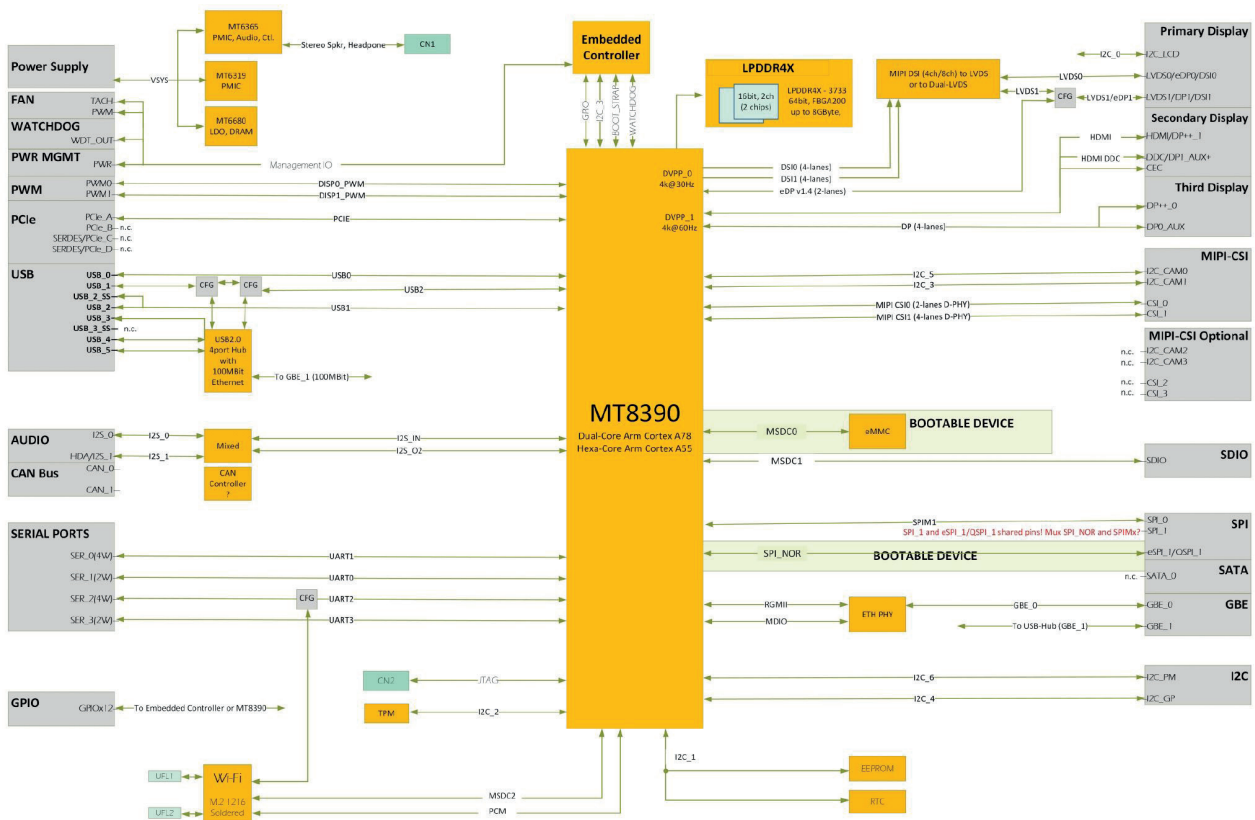 Power Supply
FAN
TACH
PWM
WATCHDOG
WDT_OUT
PWR MGMT
PWR
PWM
PWM0
PWM1
PCIe
PCIe_A
PCIe_B
n.c.
SERDES/PCIe_C
n.c.
SERDES/PCIe_D
n.c.
USB
USB_0
USB_1
USB_2_SS
USB_2
USB_3
USB_3_SS
n.c.
USB_4
USB_5
AUDIO
I2S_0
HDA/I2S_1
CAN Bus
CAN_0
CAN_1
SERIAL PORTS
SER_0(4W)
SER_1(2W)
SER_2(4W)
SER_3(2W)
GPIO
GPIOx12
To Embedded Controller or MT8390
VSYS
MT6365
PMIC, Audio, Ctl.
Stereo Spkr, Headpone
CN1
MT6319
PMIC
MT6680
LDO, DRAM
Management IO
DISP0_PWM
DISP1_PWM
PCIE
USB0
CFG
CFG
USB2
USB1
USB2.0
4port Hub
with
100MBit
Ethernet
To GBE_1 (100MBit)
I2S_0
I2S_1
Mixed
I2S_IN
I2S_O2
CAN
Controller
?
UART1
UART0
CFG
UART2
UART3
CN2
JTAG
TPM
I2C_2
UFL1
UFL2
Wi-Fi
M.2 1216
Soldered
MSDC2
PCM
Embedded
Controller
GPIO
I2C_3
BOOT_STRAP
WATCHDOG
LPDDR4X
16bit, 2ch
(2 chips)
LPDDR4X - 3733
64bit, FBGA200
up to 8GByte,
DVPP_0
4k@30Hz
DVPP_1
4k@60Hz
MT8390
Dual-Core Arm Cortex A78
Hexa-Core Arm Cortex A55
MIPI DSI (4ch/8ch) to LVDS
or to Dual-LVDS
I2C_0
LVDS0
LVDS1
CFG
LVDS1/eDP1
DSI0 (4-lanes)
DSI1 (4-lanes)
eDP v1.4 (2-lanes)
HDMI
HDMI DDC
DP (4-lanes)
I2C_5
I2C_3
MIPI CSI0 (2-lanes D-PHY)
MIPI CSI1 (4-lanes D-PHY)
MSDC0
eMMC
BOOTABLE DEVICE
MSDC1
SPIM1
SPI_1 and eSPI_1/QSPI_1 shared pins! Mux SPI_NOR and SPIMx?
SPI_NOR
BOOTABLE DEVICE
RGMII
MDIO
ETH PHY
GBE_0
To USB-Hub (GBE_1)
I2C_6
I2C_4
I2C_1
EEPROM
RTC
Primary Display
I2C_LCD
LVDS0/eDP0/DSI0
LVDS1/DP1/DSI1
Secondary Display
HDMI/DP++_1
DDC/DP1_AUX+
CEC
Third Display
DP++_0
DP0_AUX
MIPI-CSI
I2C_CAM0
I2C_CAM1
CSI_0
CSI_1
MIPI-CSI Optional
n.c.
I2C_CAM2
n.c.
I2C_CAM3
n.c.
CSI_2
n.c.
CSI_3
SDIO
SDIO
SPI
SPI_0
SPI_1
eSPI_1/QSPI_1
SATA
n.c.
SATA_0
GBE
GBE_0
GBE_1
I2C
I2C_PM
I2C_GP